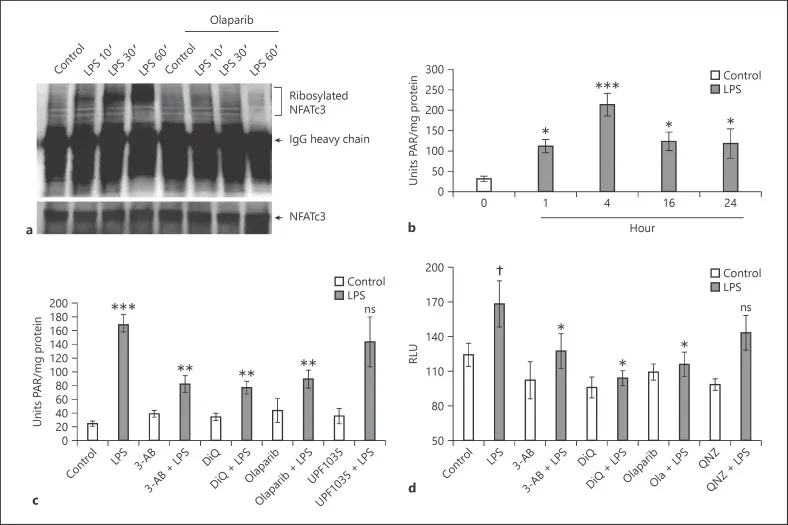 Olaparib
Control
LPS 10′
LPS 30′
LPS 60′
Control
LPS 10′
LPS 30′
LPS 60′
Ribosylated
NFATc3
IgG heavy chain
NFATc3
a
Units PAR/mg protein
300
250
200
150
100
50
0
Control
LPS
*
***
*
*
0 1 4 16 24
Hour
b
Units PAR/mg protein
200
180
160
140
120
100
80
60
40
20
0
Control
LPS
***
**
**
**
ns
Control
LPS
3-AB
3-AB + LPS
DiQ
DiQ + LPS
Olaparib
Olaparib + LPS
UPF1035
UPF1035 + LPS
c
RLU
200
170
140
110
80
50
Control
LPS
†
*
*
*
ns
Control
LPS
3-AB
3-AB + LPS
DiQ
DiQ + LPS
Olaparib
Ola + LPS
QNZ
QNZ + LPS
d